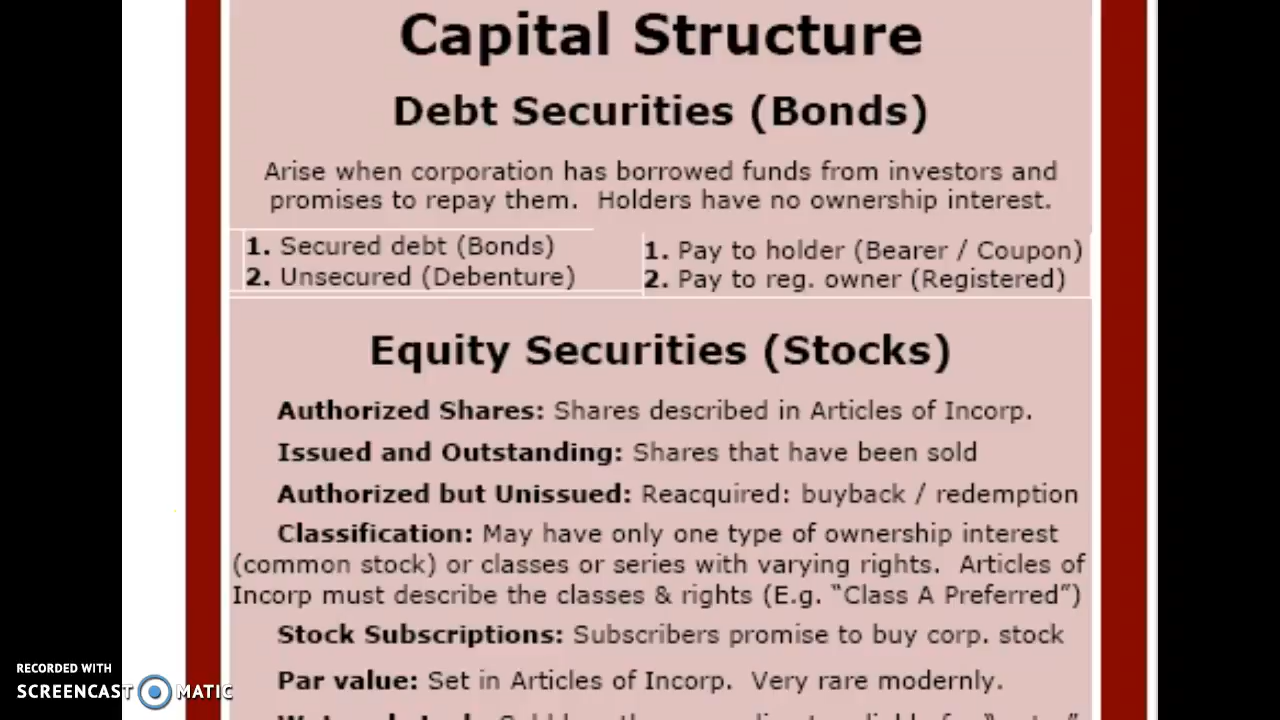 Capital Structure
Debt Securities (Bonds)
Arise when corporation has borrowed funds from investors and
promises to repay them.  Holders have no ownership interest.
1. Secured debt (Bonds)
2. Unsecured (Debenture)
1. Pay to holder (Bearer / Coupon)
2. Pay to reg. owner (Registered)
Equity Securities (Stocks)
Authorized Shares: Shares described in Articles of Incorp.
Issued and Outstanding: Shares that have been sold
Authorized but Unissued: Reacquired: buyback / redemption
Classification: May have only one type of ownership interest
(common stock) or classes or series with varying rights.  Articles of
Incorp must describe the classes & rights (E.g. “Class A Preferred”)
Stock Subscriptions: Subscribers promise to buy corp. stock
Par value: Set in Articles of Incorp.  Very rare modernly.
RECORDED WITH
SCREENCAST MATIC